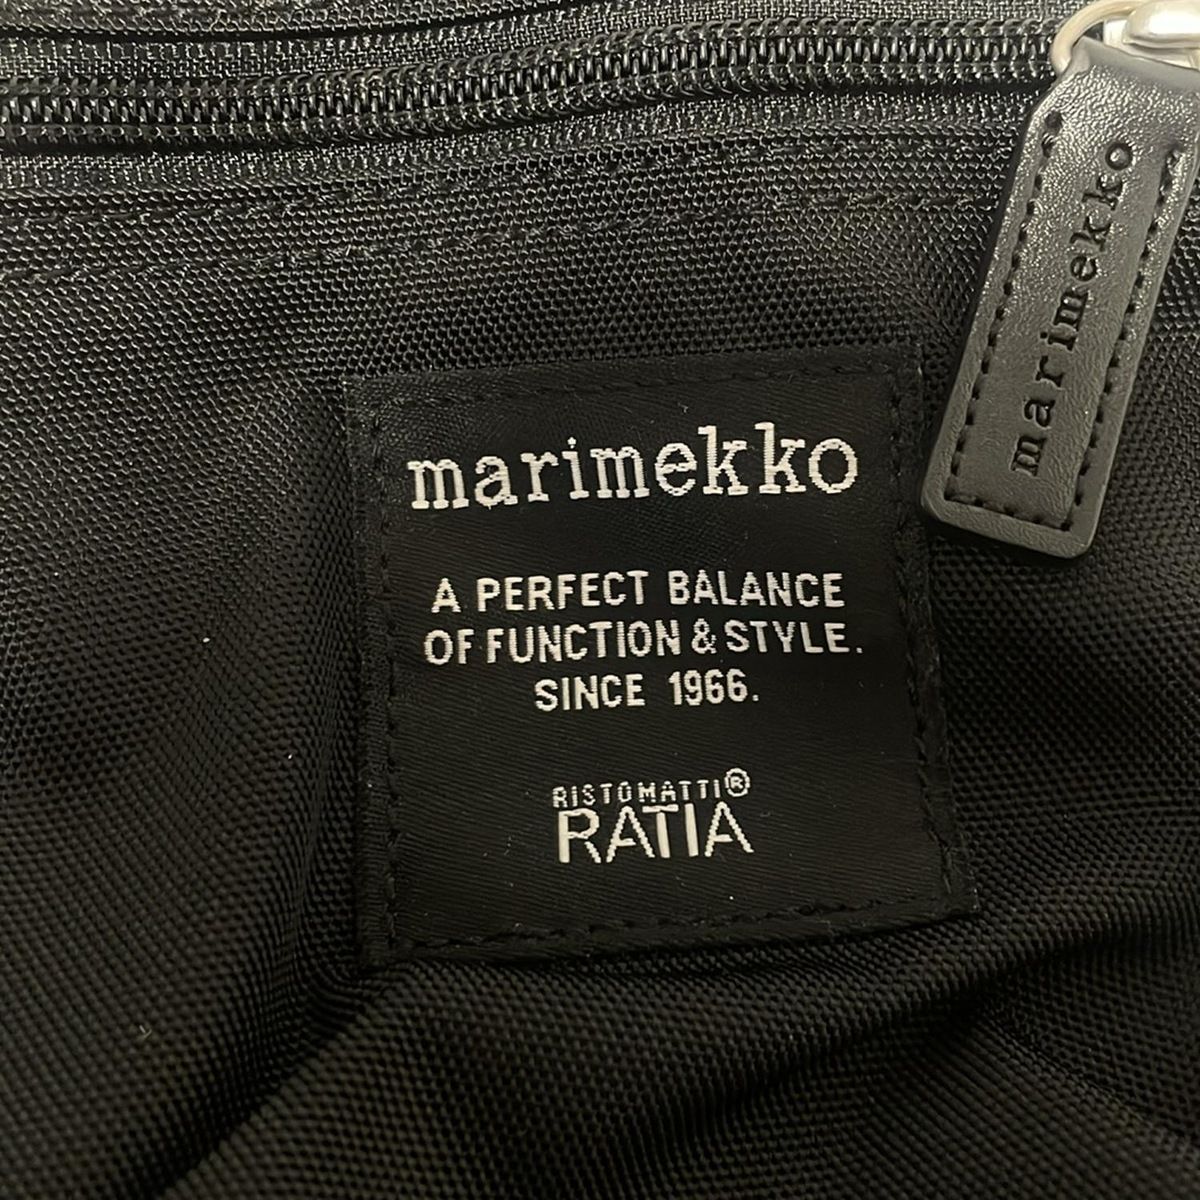 marimekko
marimekko
A PERFECT BALANCE
OF FUNCTION & STYLE.
SINCE 1966.
RISTOMATTI®
RATIA